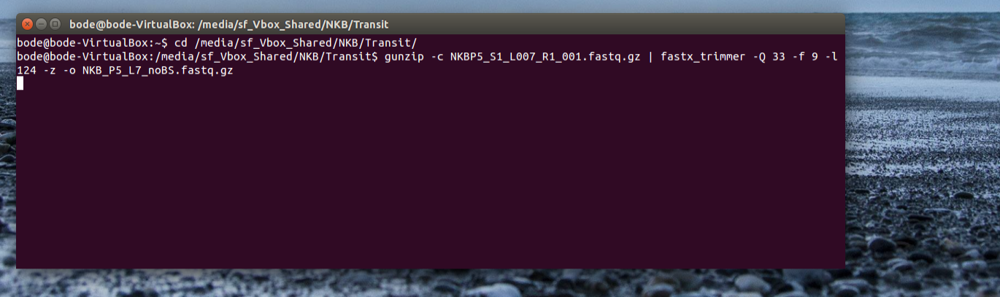 bode@bode-VirtualBox: /media/sf_Vbox_Shared/NKB/Transit
bode@bode-VirtualBox:~$ cd /media/sf_Vbox_Shared/NKB/Transit/
bode@bode-VirtualBox:/media/sf_Vbox_Shared/NKB/Transit$ gunzip -c NKBP5_S1_L007_R1_001.fastq.gz | fastx_trimmer -Q 33 -f 9 -l
124 -z -o NKB_P5_L7_noBS.fastq.gz